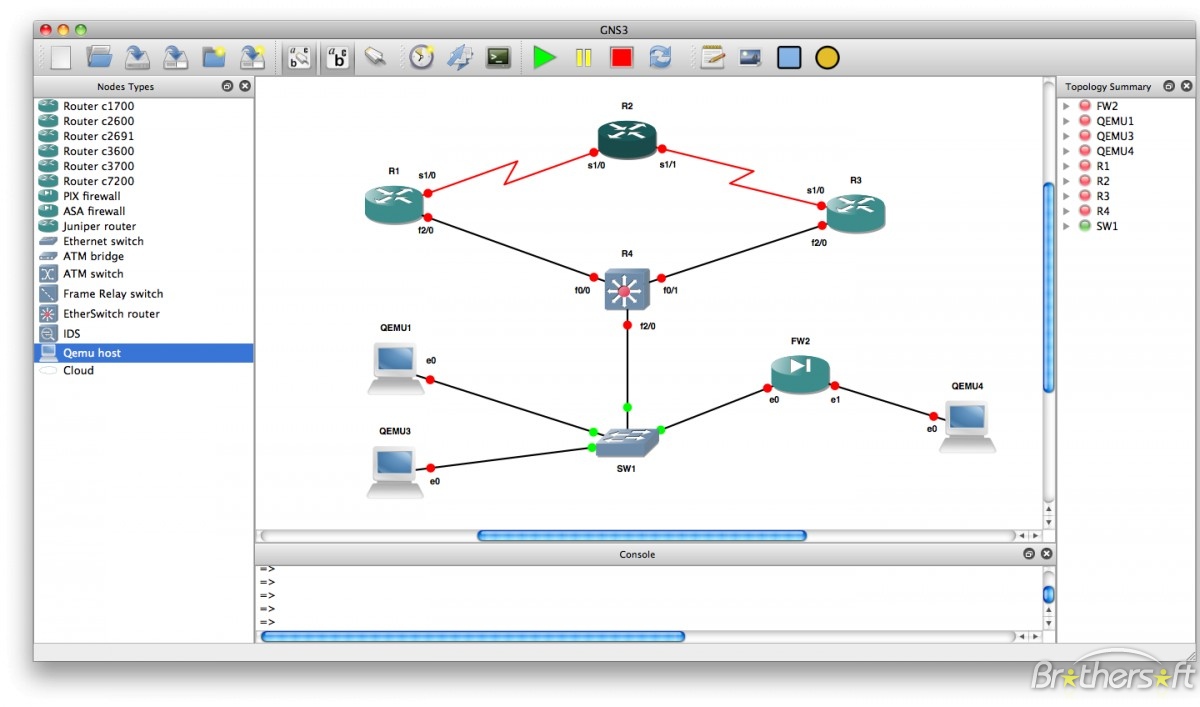 GNS3
Nodes Types
Router c1700
Router c2600
Router c2691
Router c3600
Router c3700
Router c7200
PIX firewall
ASA firewall
Juniper router
Ethernet switch
ATM bridge
ATM switch
Frame Relay switch
EtherSwitch router
IDS
Qemu host
Cloud
R2
s1/0
s1/1
R1
s1/0
f2/0
R3
s1/0
f2/0
R4
f0/0
f0/1
f2/0
QEMU1
e0
QEMU3
e0
SW1
FW2
e0
e1
QEMU4
e0
Console
=>
=>
=>
=>
=>
Topology Summary
FW2
QEMU1
QEMU3
QEMU4
R1
R2
R3
R4
SW1
Brothersoft